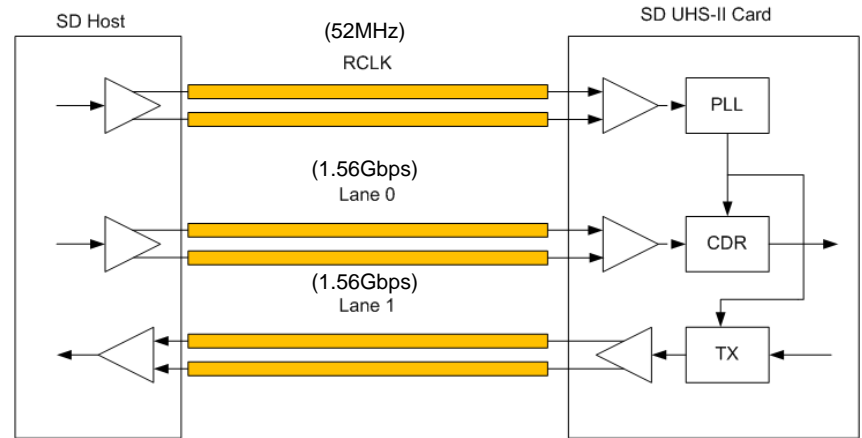 SD Host
SD UHS-II Card
(52MHz)
RCLK
PLL
(1.56Gbps)
Lane 0
CDR
(1.56Gbps)
Lane 1
TX